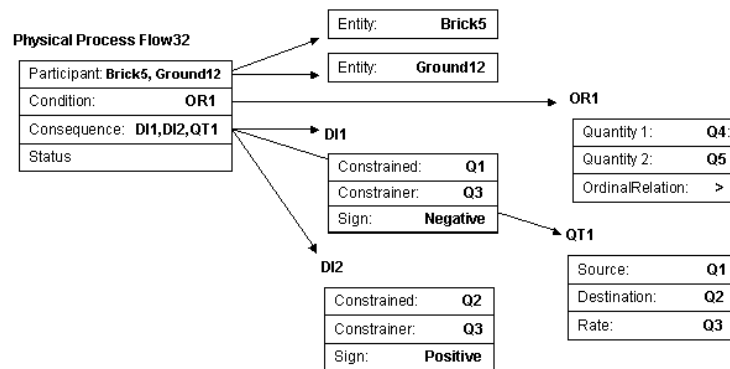 Physical Process Flow32
Participant: Brick5, Ground12
Condition: OR1
Consequence: DI1,DI2,QT1
Status
Entity: Brick5
Entity: Ground12
OR1
Quantity 1: Q4:
Quantity 2: Q5
OrdinalRelation: >
DI1
Constrained: Q1
Constrainer: Q3
Sign: Negative
QT1
Source: Q1
Destination: Q2
Rate: Q3
DI2
Constrained: Q2
Constrainer: Q3
Sign: Positive